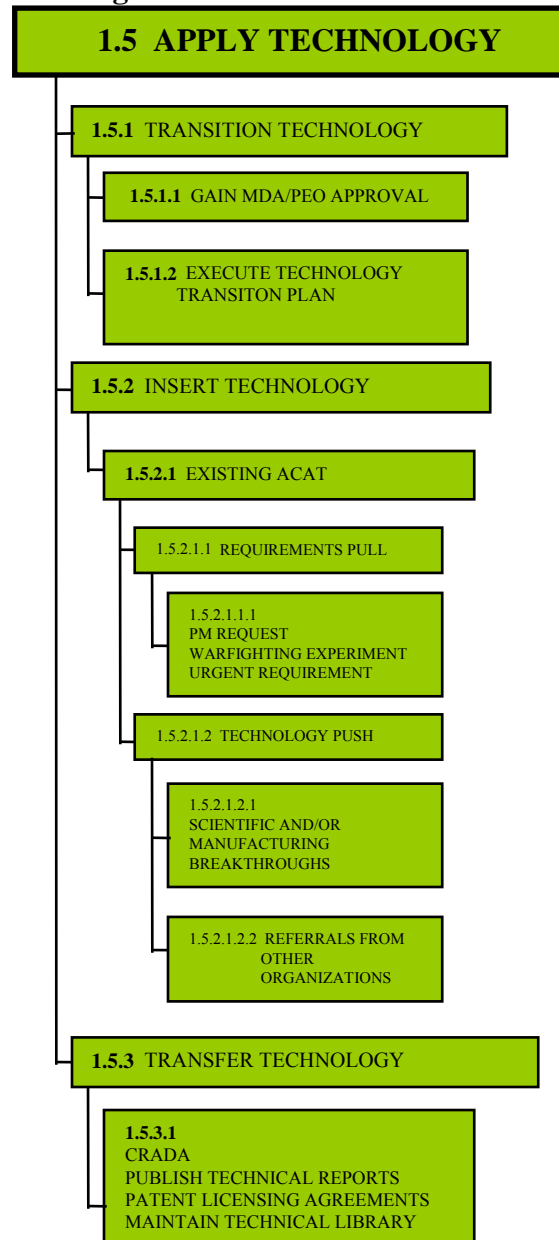 1.5 APPLY TECHNOLOGY
1.5.1 TRANSITION TECHNOLOGY
1.5.1.1 GAIN MDA/PEO APPROVAL
1.5.1.2 EXECUTE TECHNOLOGY
TRANSITON PLAN
1.5.2 INSERT TECHNOLOGY
1.5.2.1 EXISTING ACAT
1.5.2.1.1 REQUIREMENTS PULL
1.5.2.1.1.1
PM REQUEST
WARFIGHTING EXPERIMENT
URGENT REQUIREMENT
1.5.2.1.2 TECHNOLOGY PUSH
1.5.2.1.2.1
SCIENTIFIC AND/OR
MANUFACTURING
BREAKTHROUGHS
1.5.2.1.2.2 REFERRALS FROM
OTHER
ORGANIZATIONS
1.5.3 TRANSFER TECHNOLOGY
1.5.3.1
CRADA
PUBLISH TECHNICAL REPORTS
PATENT LICENSING AGREEMENTS
MAINTAIN TECHNICAL LIBRARY